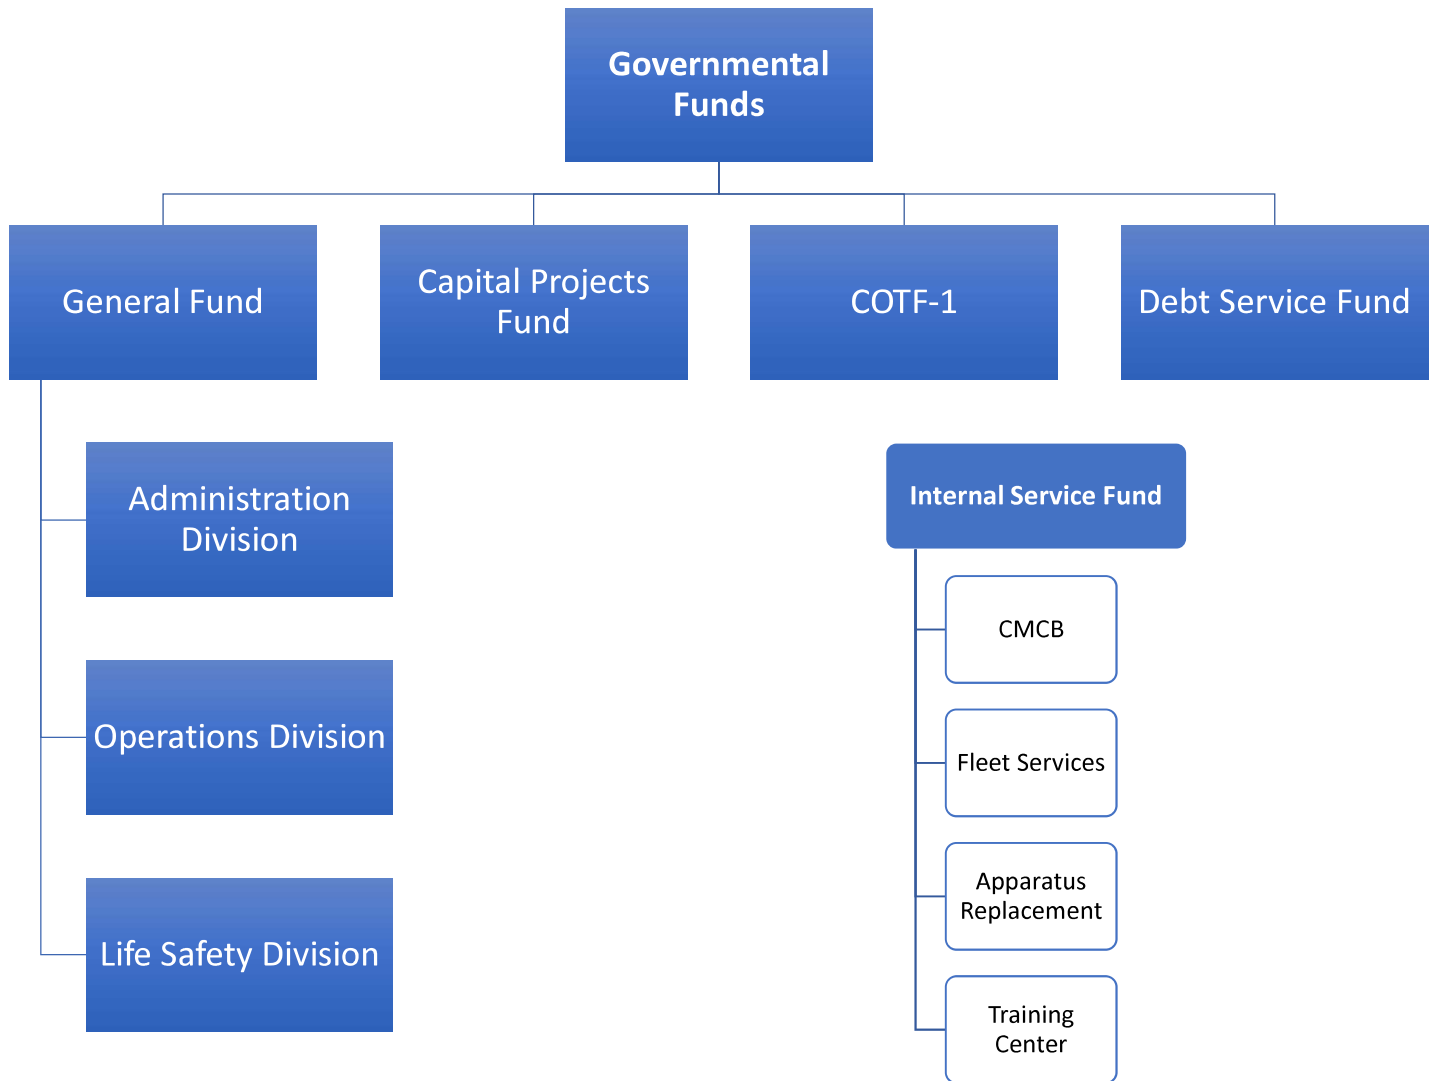 Governmental
Funds
General Fund
Capital Projects
Fund
COTF-1
Debt Service Fund
Administration
Division
Operations Division
Life Safety Division
Internal Service Fund
CMCB
Fleet Services
Apparatus
Replacement
Training
Center